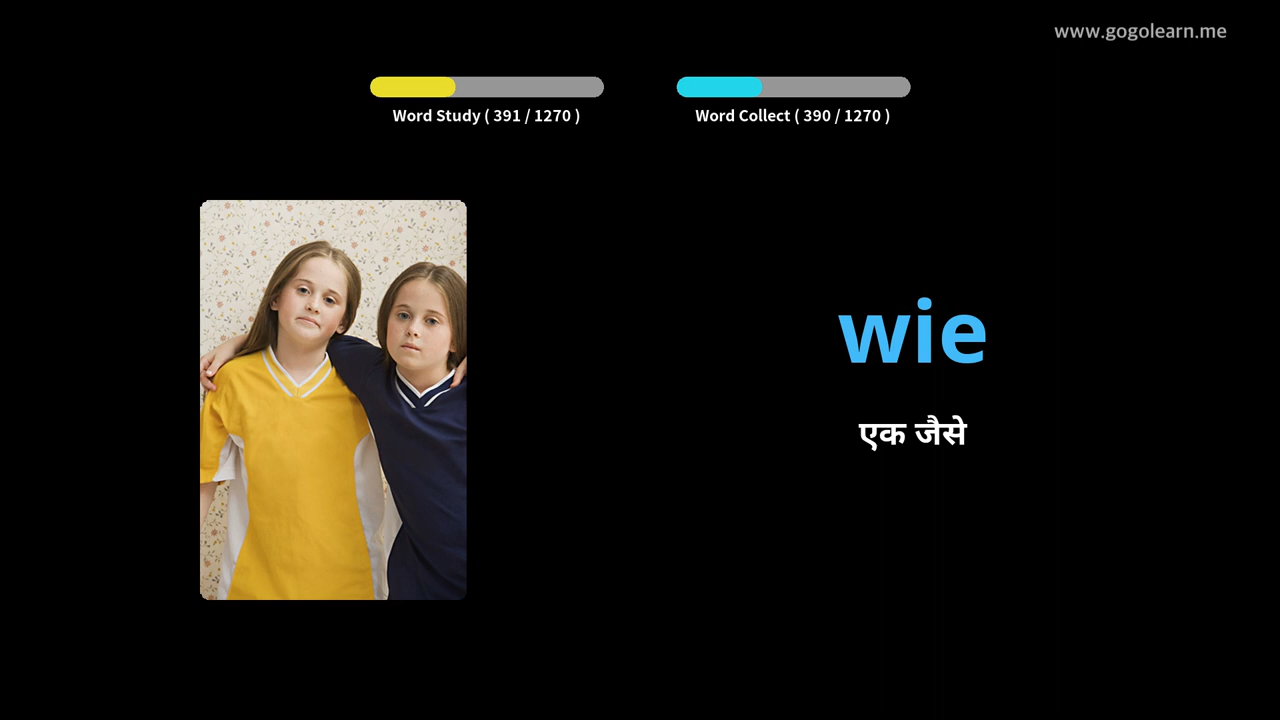 www.gogolearn.me
Word Study ( 391 / 1270 )
Word Collect ( 390 / 1270 )
wie
एक जैसे